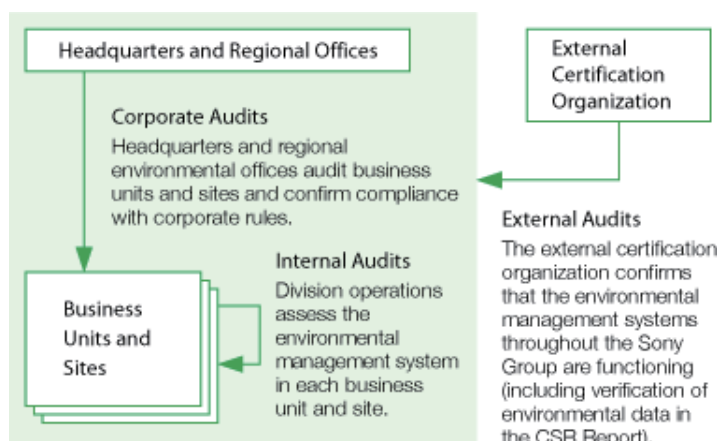 Headquarters and Regional Offices
External
Certification
Organization
Corporate Audits
Headquarters and regional
environmental offices audit business
units and sites and confirm compliance
with corporate rules.
Internal Audits
Division operations
assess the
environmental
management system
in each business
unit and site.
Business
Units and
Sites
External Audits
The external certification
organization confirms
that the environmental
management systems
throughout the Sony
Group are functioning
(including verification of
environmental data in
the CSR Report).